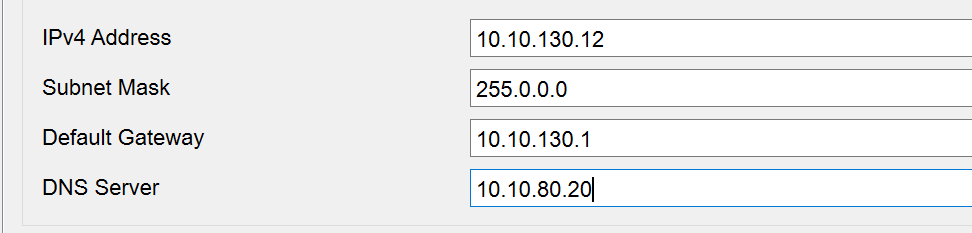 IPv4 Address 10.10.130.12
Subnet Mask 255.0.0.0
Default Gateway 10.10.130.1
DNS Server 10.10.80.20